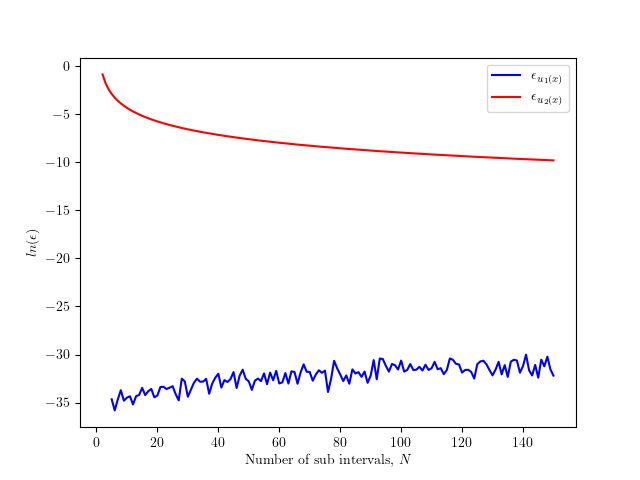 0
−5
−10
−15
−20
−25
−30
−35
ln(ϵ)
0 20 40 60 80 100 120 140
Number of sub intervals, N
ϵ_{u_1(x)}
ϵ_{u_2(x)}